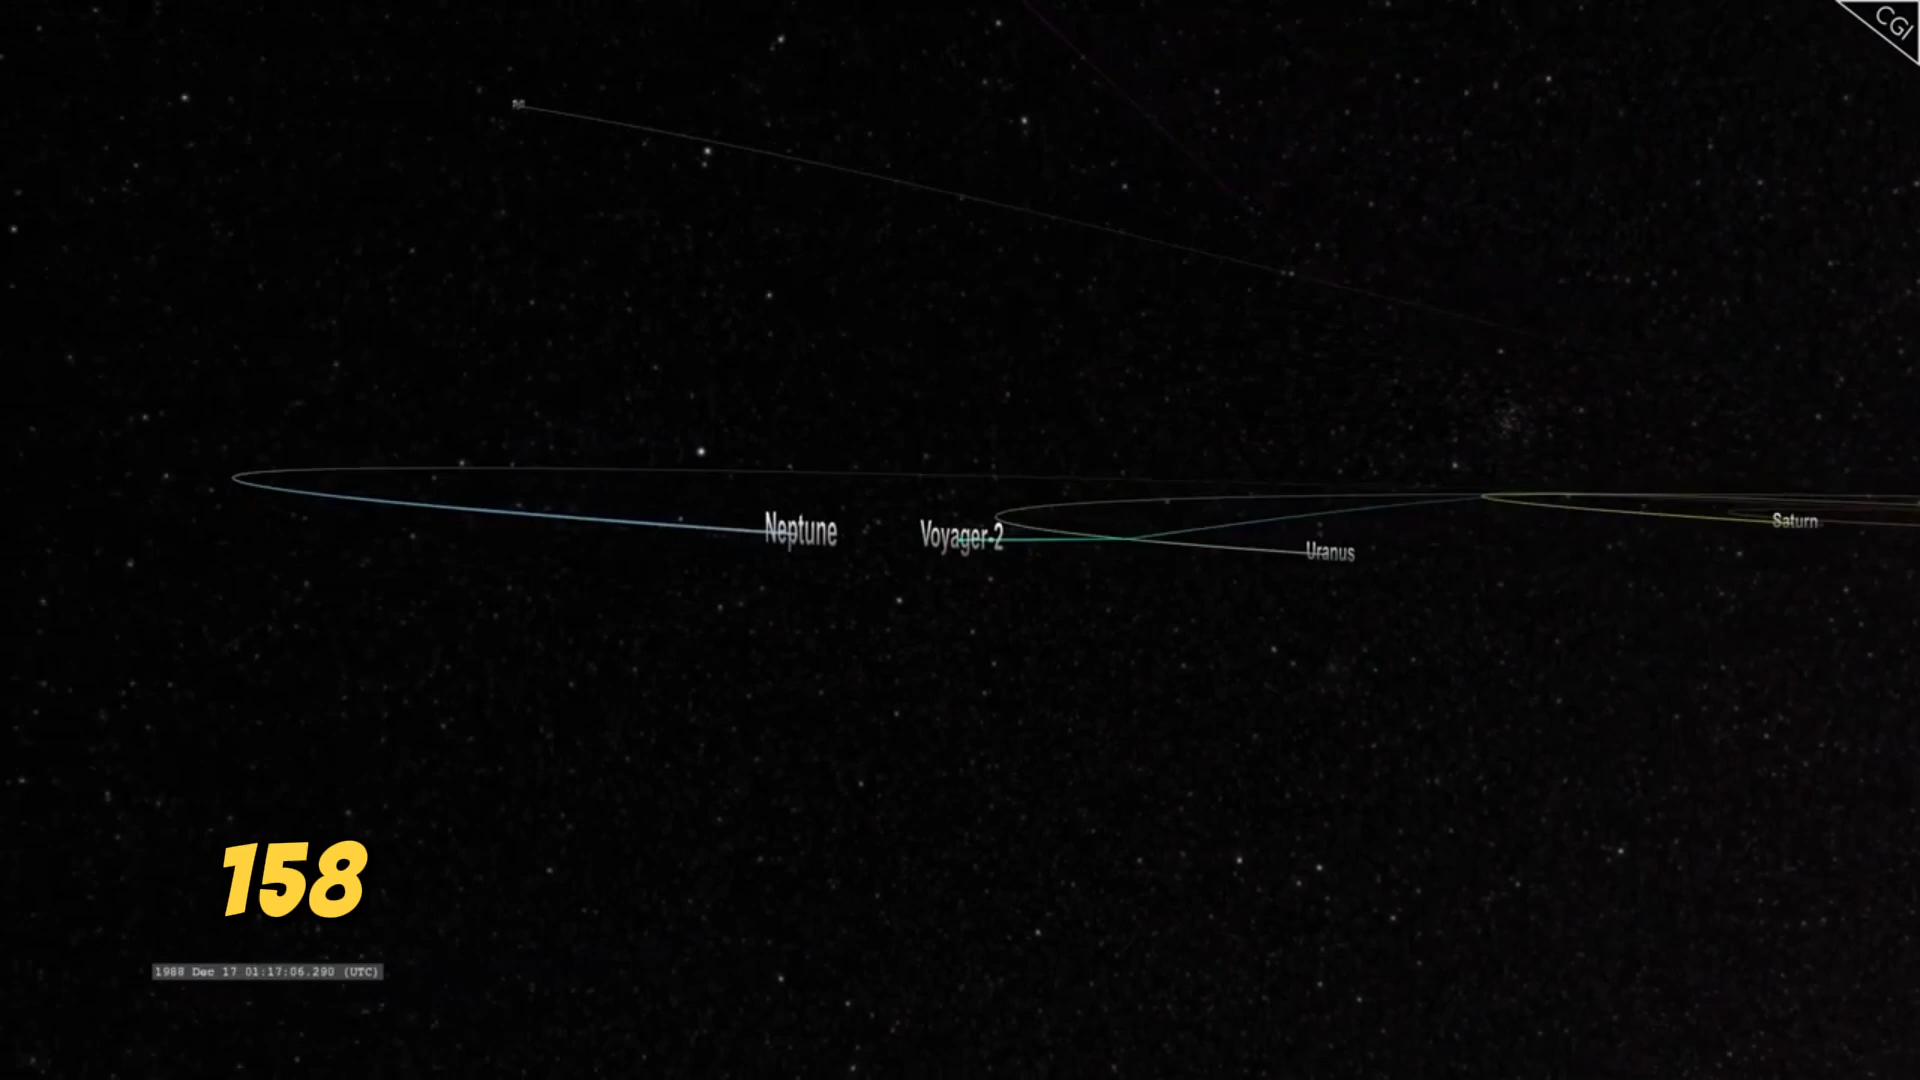 CGI
Neptune
Voyager-2
Uranus
Saturn
158
1988 Dec 17 01:17:06.290 (UTC)